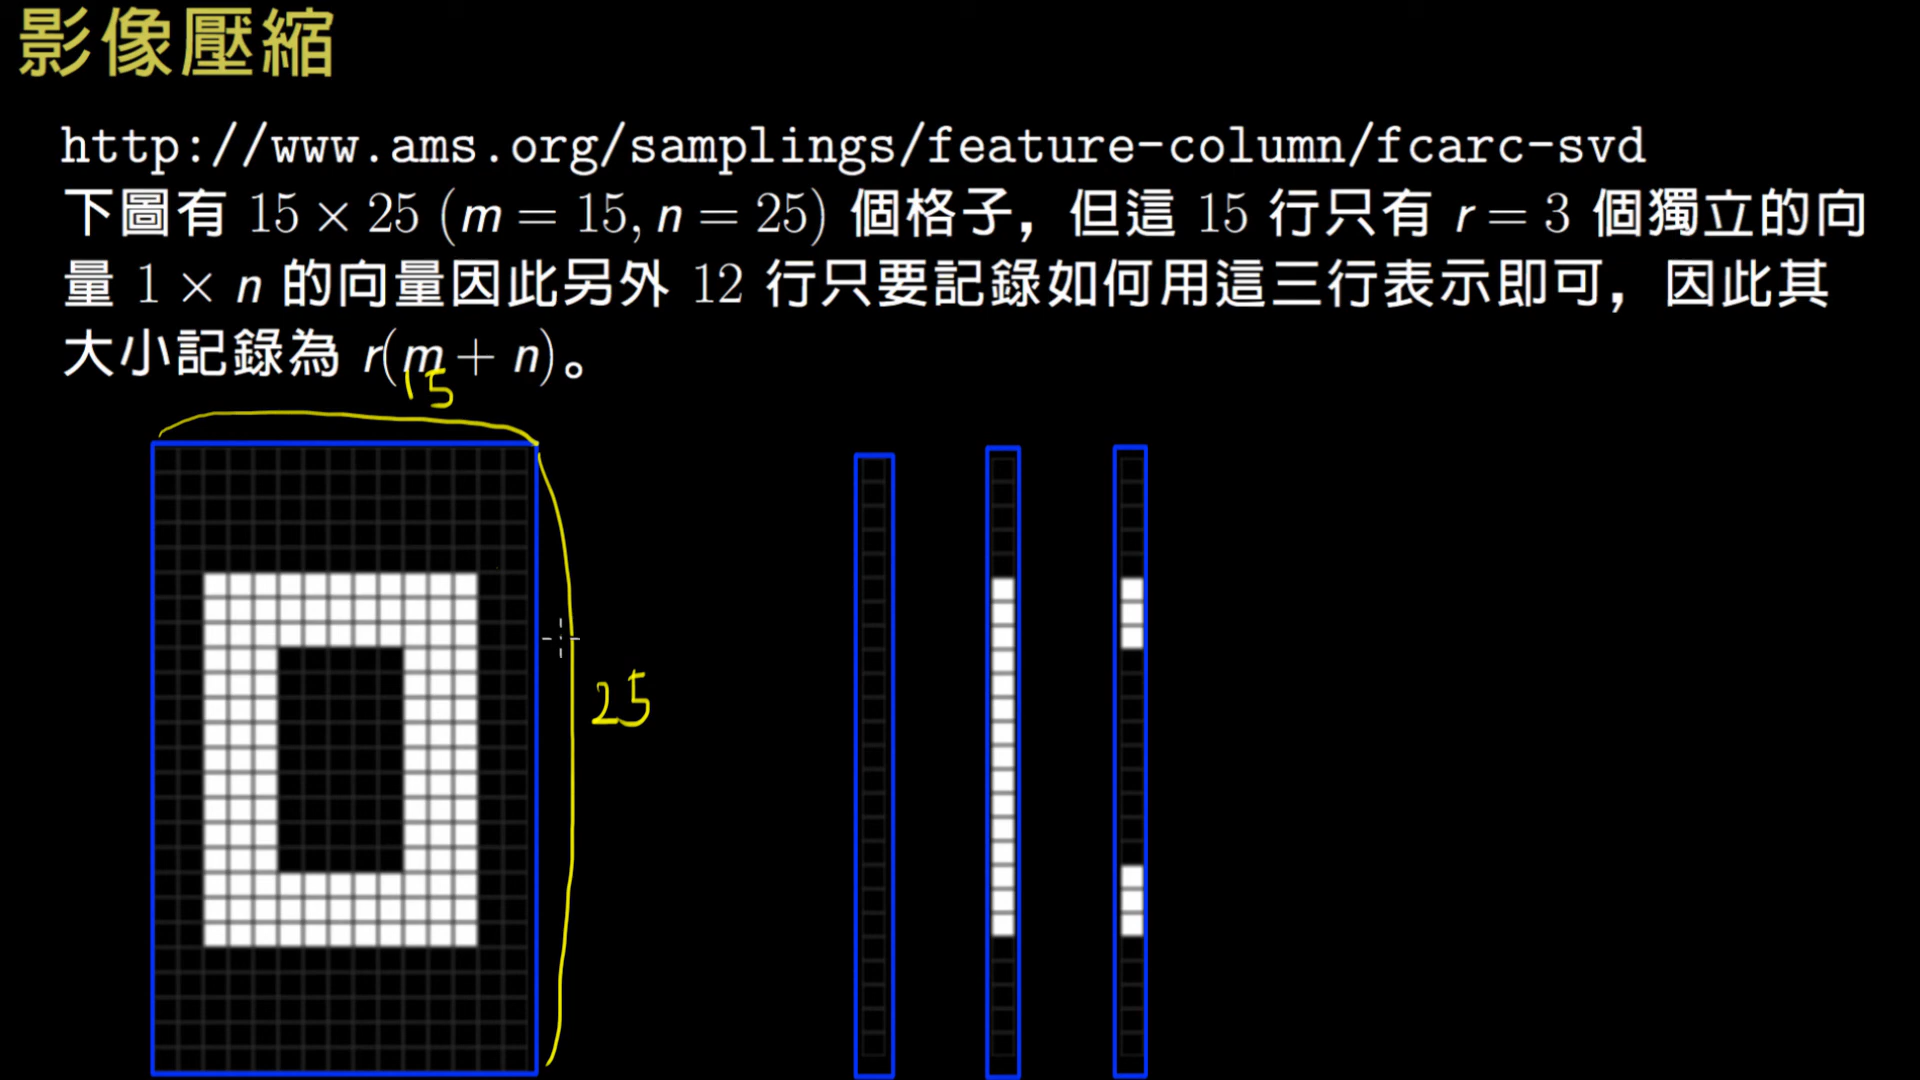 影像壓縮
http://www.ams.org/samplings/feature-column/fcarc-svd
下圖有 15 × 25 (m = 15, n = 25) 個格子，但這 15 行只有 r = 3 個獨立的向
量 1 × n 的向量因此另外 12 行只要記錄如何用這三行表示即可，因此其
大小記錄為 r(m + n)。
15
25